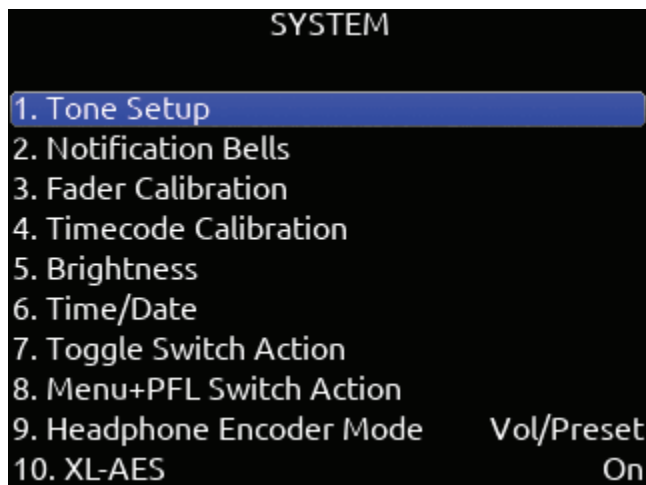 SYSTEM
1. Tone Setup
2. Notification Bells
3. Fader Calibration
4. Timecode Calibration
5. Brightness
6. Time/Date
7. Toggle Switch Action
8. Menu+PFL Switch Action
9. Headphone Encoder Mode Vol/Preset
10. XL-AES On